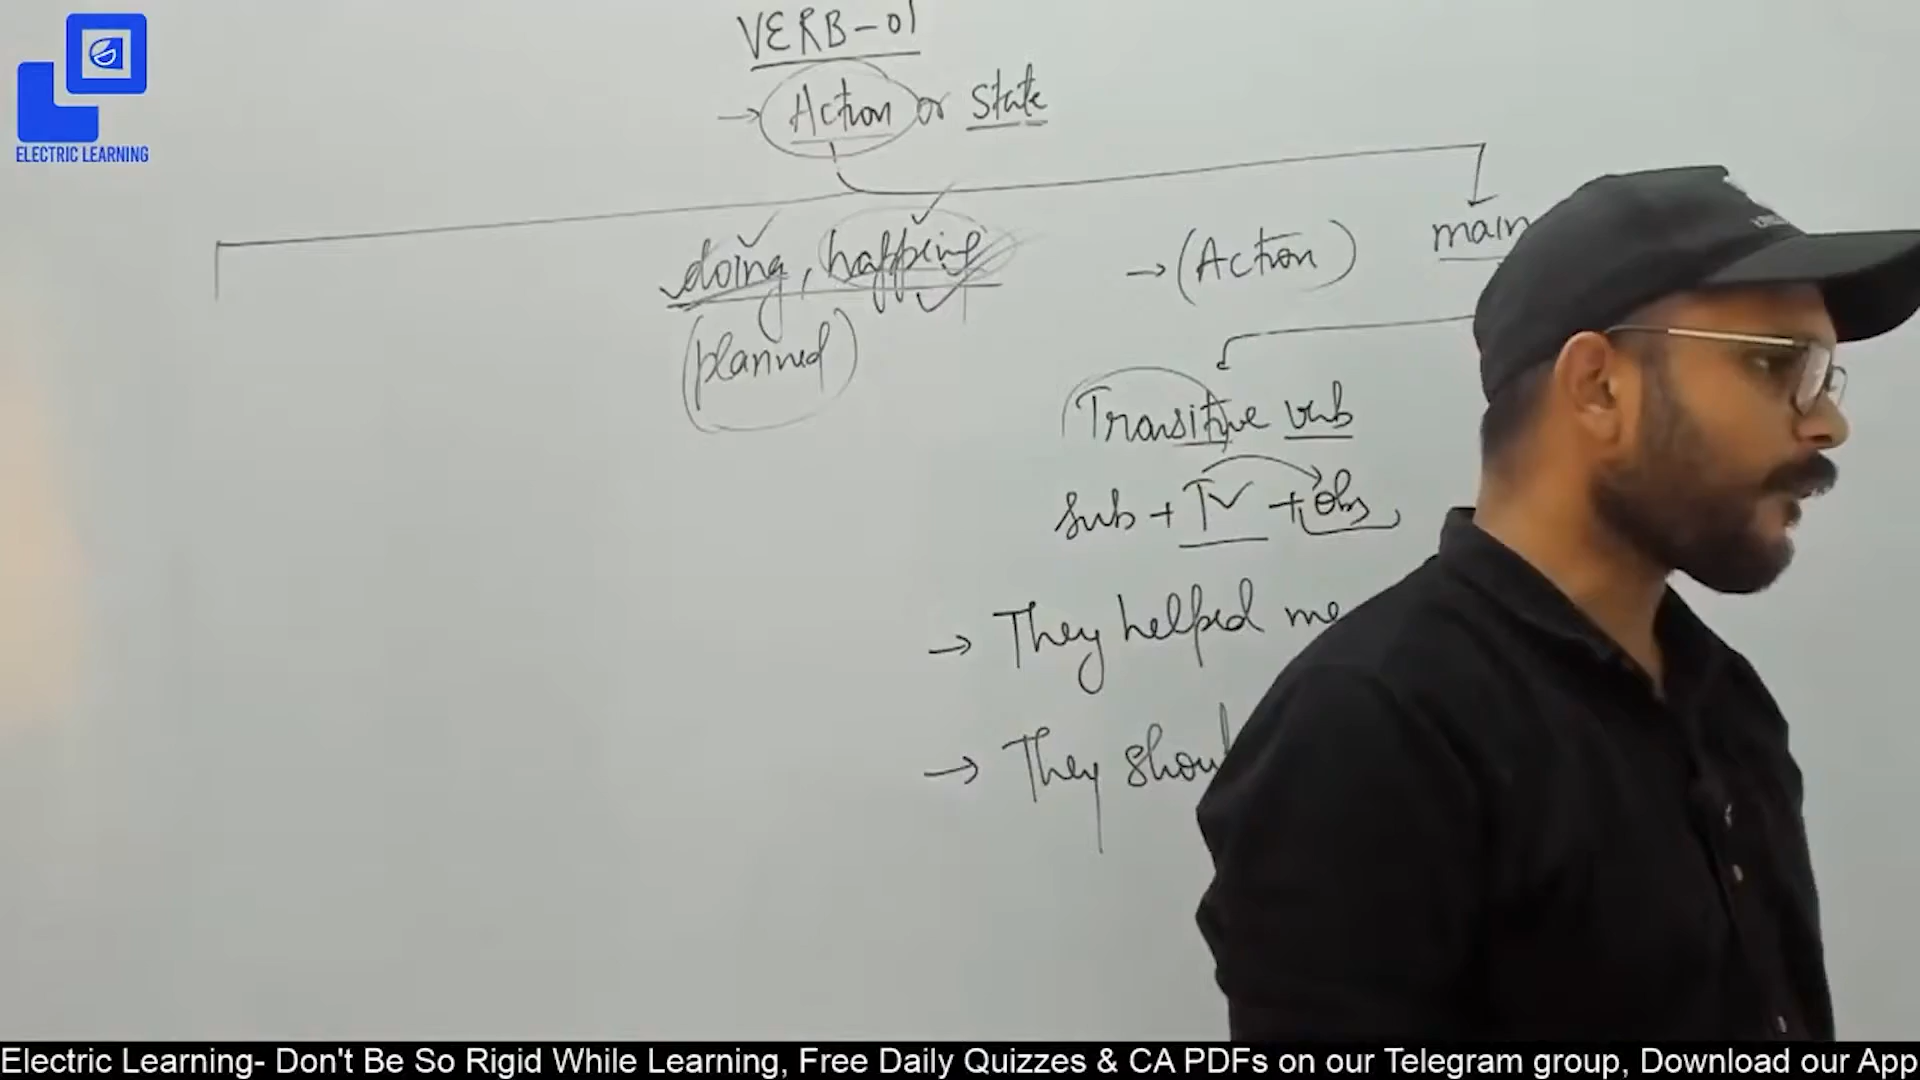 VERB-01
→ Action or State
doing, happing
(planned)
→ (Action)
main
Transitive verb
Sub + TV + Obj
→ They helped me
→ They
ELECTRIC LEARNING
Electric Learning- Don't Be So Rigid While Learning, Free Daily Quizzes & CA PDFs on our Telegram group, Download our App